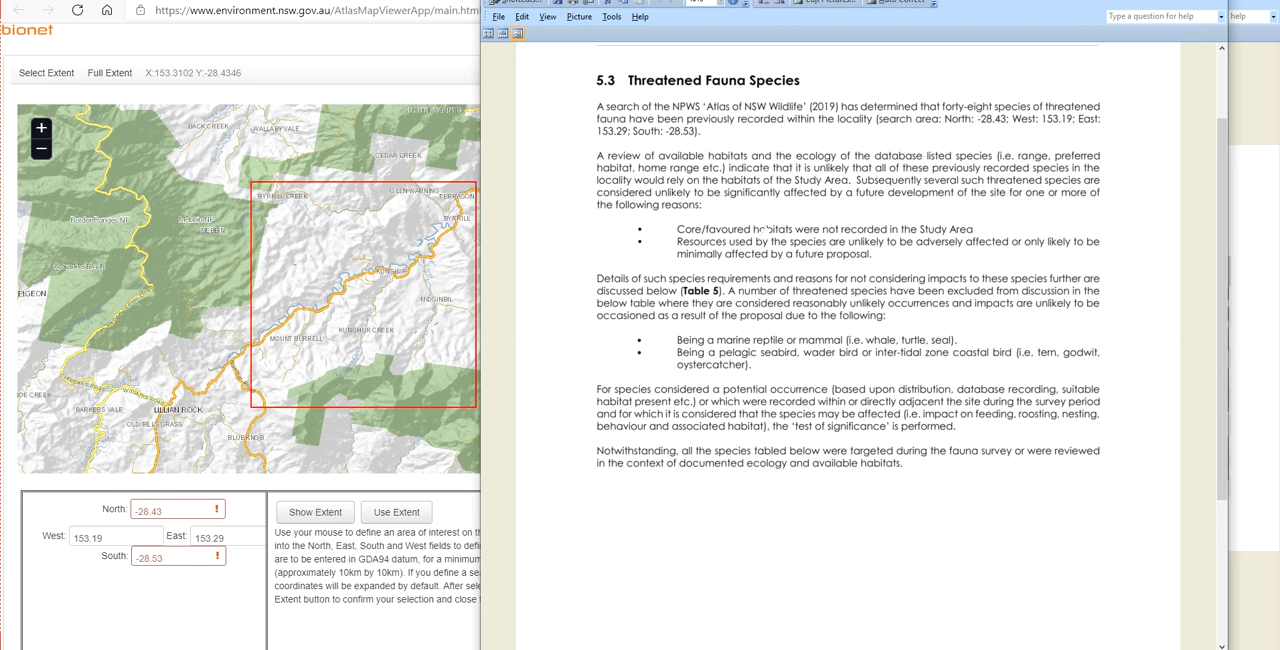 https://www.environment.nsw.gov.au/AtlasMapViewerApp/main.html
bionet
Select Extent Full Extent X:153.3102 Y:-28.4346
+
−
BACK CREEK
WALLABY VALE
CEDAR CREEK
BYRRILL CREEK
TERRAGON
BYRRILL
Border Ranges NP
Mebbin NP
MEBBIN
PIGEON
KUNGHUR
MIDGINBIL
KUNGHUR CREEK
MOUNT BURRELL
BARKERS VALE
LILLIAN ROCK
OLD BILLS GRASS
BLUE KNOB
North: -28.43 !
West: 153.19 East: 153.29
South: -28.53 !
Show Extent Use Extent
Use your mouse to define an area of interest on th
into the North, East, South and West fields to defi
are to be entered in GDA94 datum, for a minimum
(approximately 10km by 10km). If you define a se
coordinates will be expanded by default. After sele
Extent button to confirm your selection and close
File Edit View Picture Tools Help
Type a question for help
help
5.3 Threatened Fauna Species
A search of the NPWS ‘Atlas of NSW Wildlife’ (2019) has determined that forty-eight species of threatened
fauna have been previously recorded within the locality (search area: North: -28.43; West: 153.19; East:
153.29; South: -28.53).
A review of available habitats and the ecology of the database listed species (i.e. range, preferred
habitat, home range etc.) indicate that it is unlikely that all of these previously recorded species in the
locality would rely on the habitats of the Study Area. Subsequently several such threatened species are
considered unlikely to be significantly affected by a future development of the site for one or more of
the following reasons:
• Core/favoured habitats were not recorded in the Study Area
• Resources used by the species are unlikely to be adversely affected or only likely to be
minimally affected by a future proposal.
Details of such species requirements and reasons for not considering impacts to these species further are
discussed below (Table 5). A number of threatened species have been excluded from discussion in the
below table where they are considered reasonably unlikely occurrences and impacts are unlikely to be
occasioned as a result of the proposal due to the following:
• Being a marine reptile or mammal (i.e. whale, turtle, seal).
• Being a pelagic seabird, wader bird or inter-tidal zone coastal bird (i.e. tern, godwit,
oystercatcher).
For species considered a potential occurrence (based upon distribution, database recording, suitable
habitat present etc.) or which were recorded within or directly adjacent the site during the survey period
and for which it is considered that the species may be affected (i.e. impact on feeding, roosting, nesting,
behaviour and associated habitat), the ‘test of significance’ is performed.
Notwithstanding, all the species tabled below were targeted during the fauna survey or were reviewed
in the context of documented ecology and available habitats.